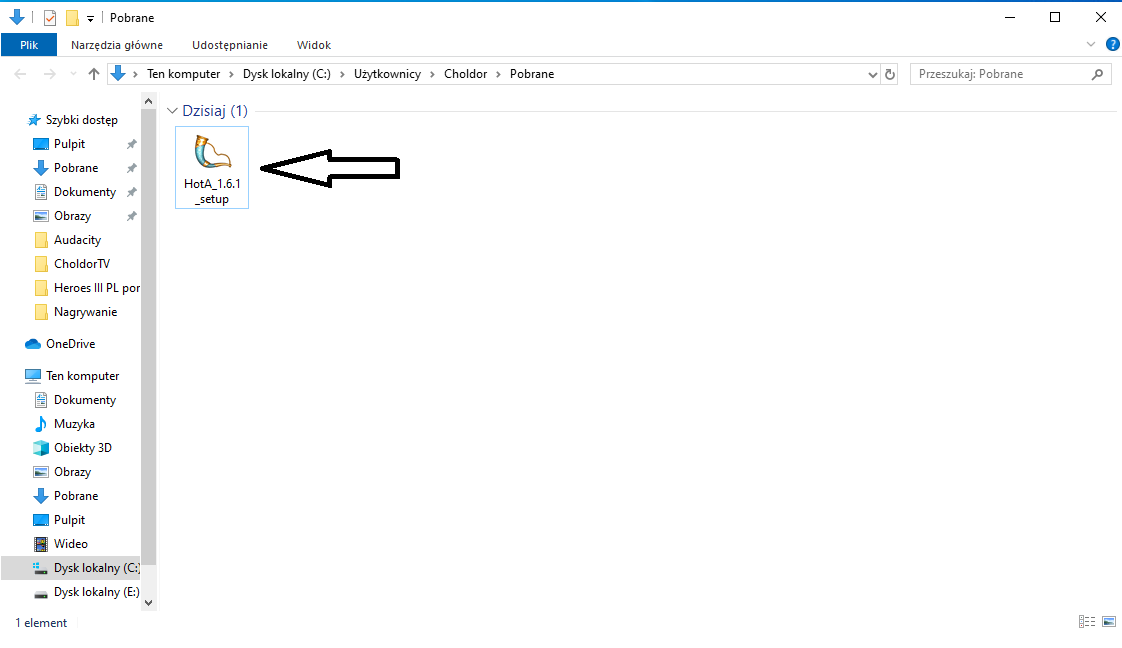 Pobrane
Plik
Narzędzia główne
Udostępnianie
Widok
Ten komputer > Dysk lokalny (C:) > Użytkownicy > Choldor > Pobrane
Przeszukaj: Pobrane
Szybki dostęp
Pulpit
Pobrane
Dokumenty
Obrazy
Audacity
CholdorTV
Heroes III PL por
Nagrywanie
OneDrive
Ten komputer
Dokumenty
Muzyka
Obiekty 3D
Obrazy
Pobrane
Pulpit
Wideo
Dysk lokalny (C:)
Dysk lokalny (E:)
Dzisiaj (1)
HotA_1.6.1
_setup
1 element